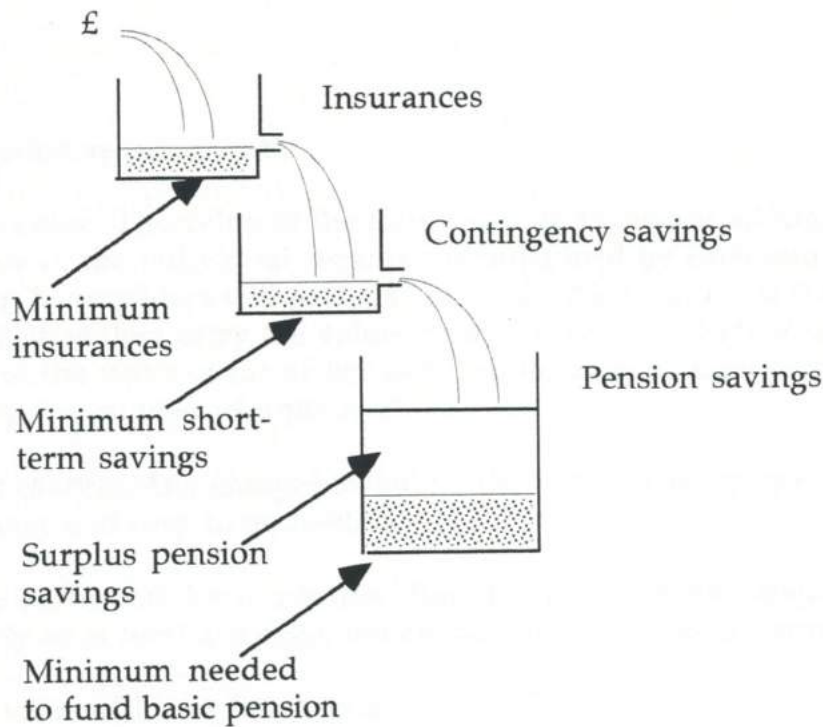 £
Insurances
Contingency savings
Minimum
insurances
Pension savings
Minimum short-
term savings
Surplus pension
savings
Minimum needed
to fund basic pension